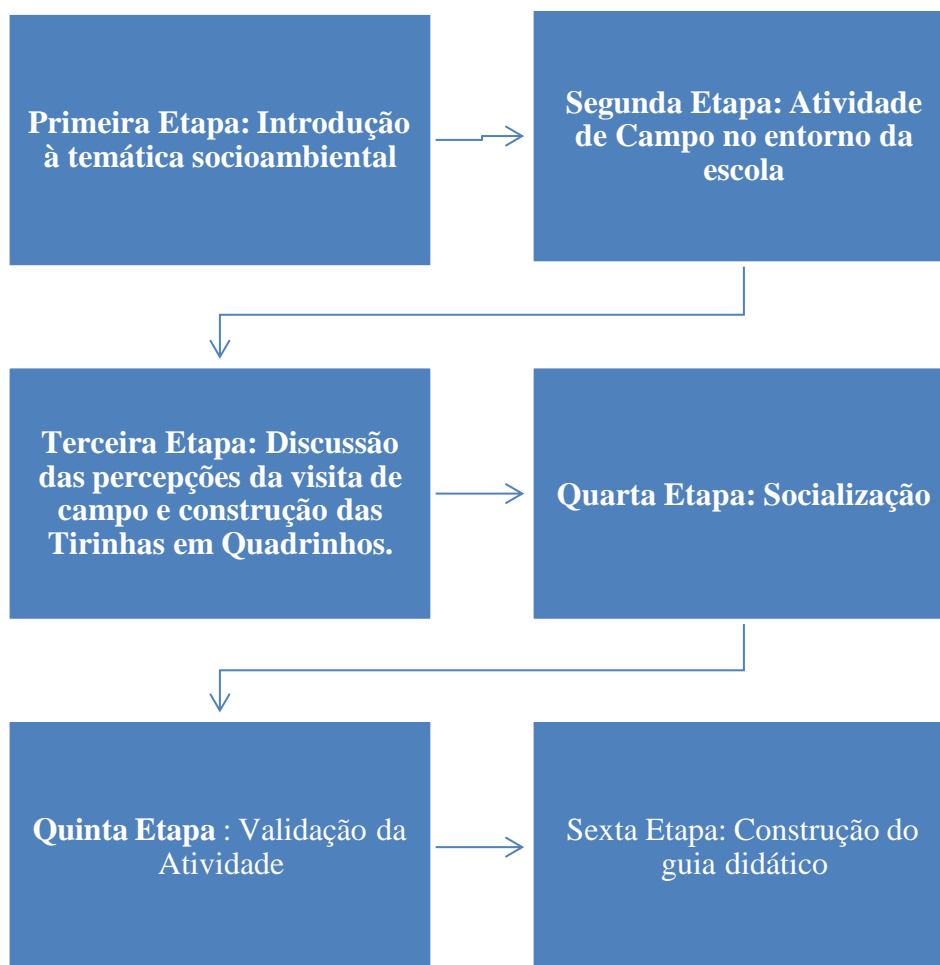 Primeira Etapa: Introdução
à temática socioambiental
Segunda Etapa: Atividade
de Campo no entorno da
escola
Terceira Etapa: Discussão
das percepções da visita de
campo e construção das
Tirinhas em Quadrinhos.
Quarta Etapa: Socialização
Quinta Etapa : Validação da
Atividade
Sexta Etapa: Construção do
guia didático